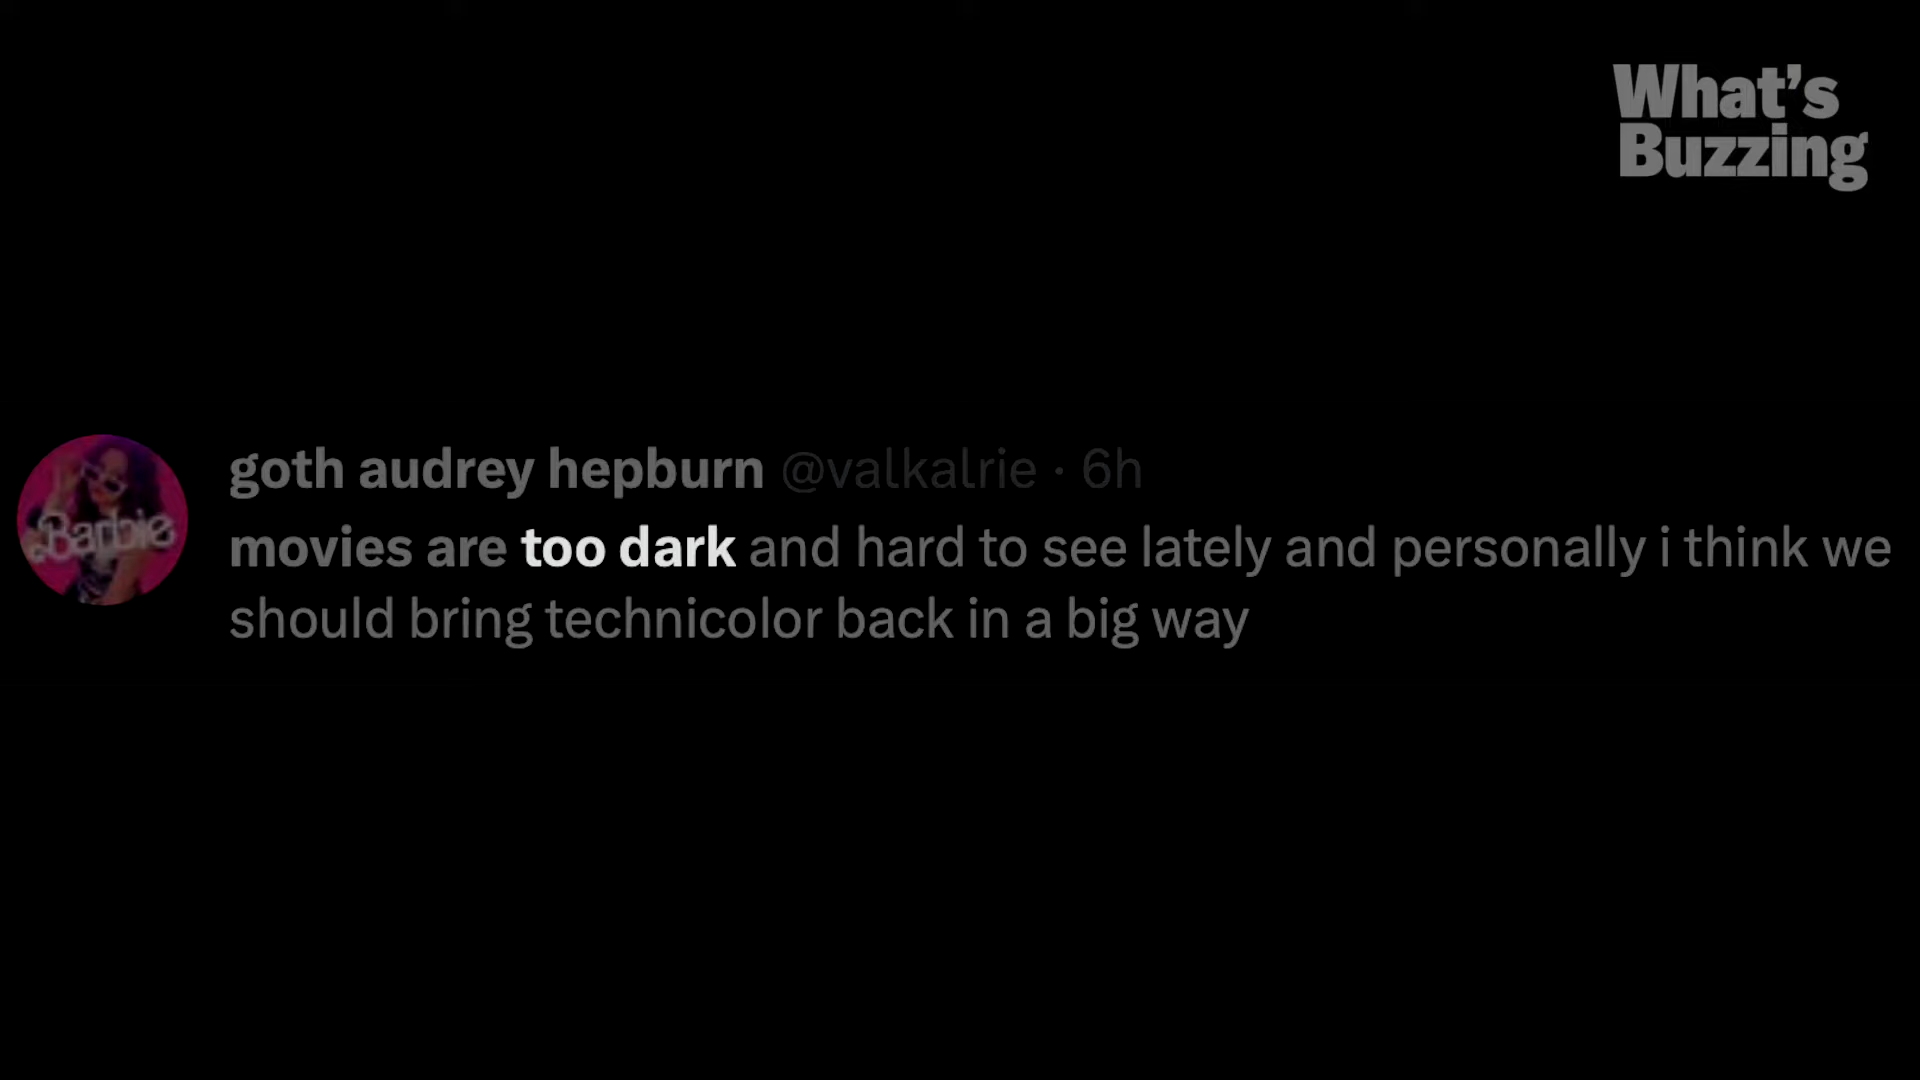 What's
Buzzing
goth audrey hepburn @valkalrie · 6h
movies are too dark and hard to see lately and personally i think we
should bring technicolor back in a big way
Barbie